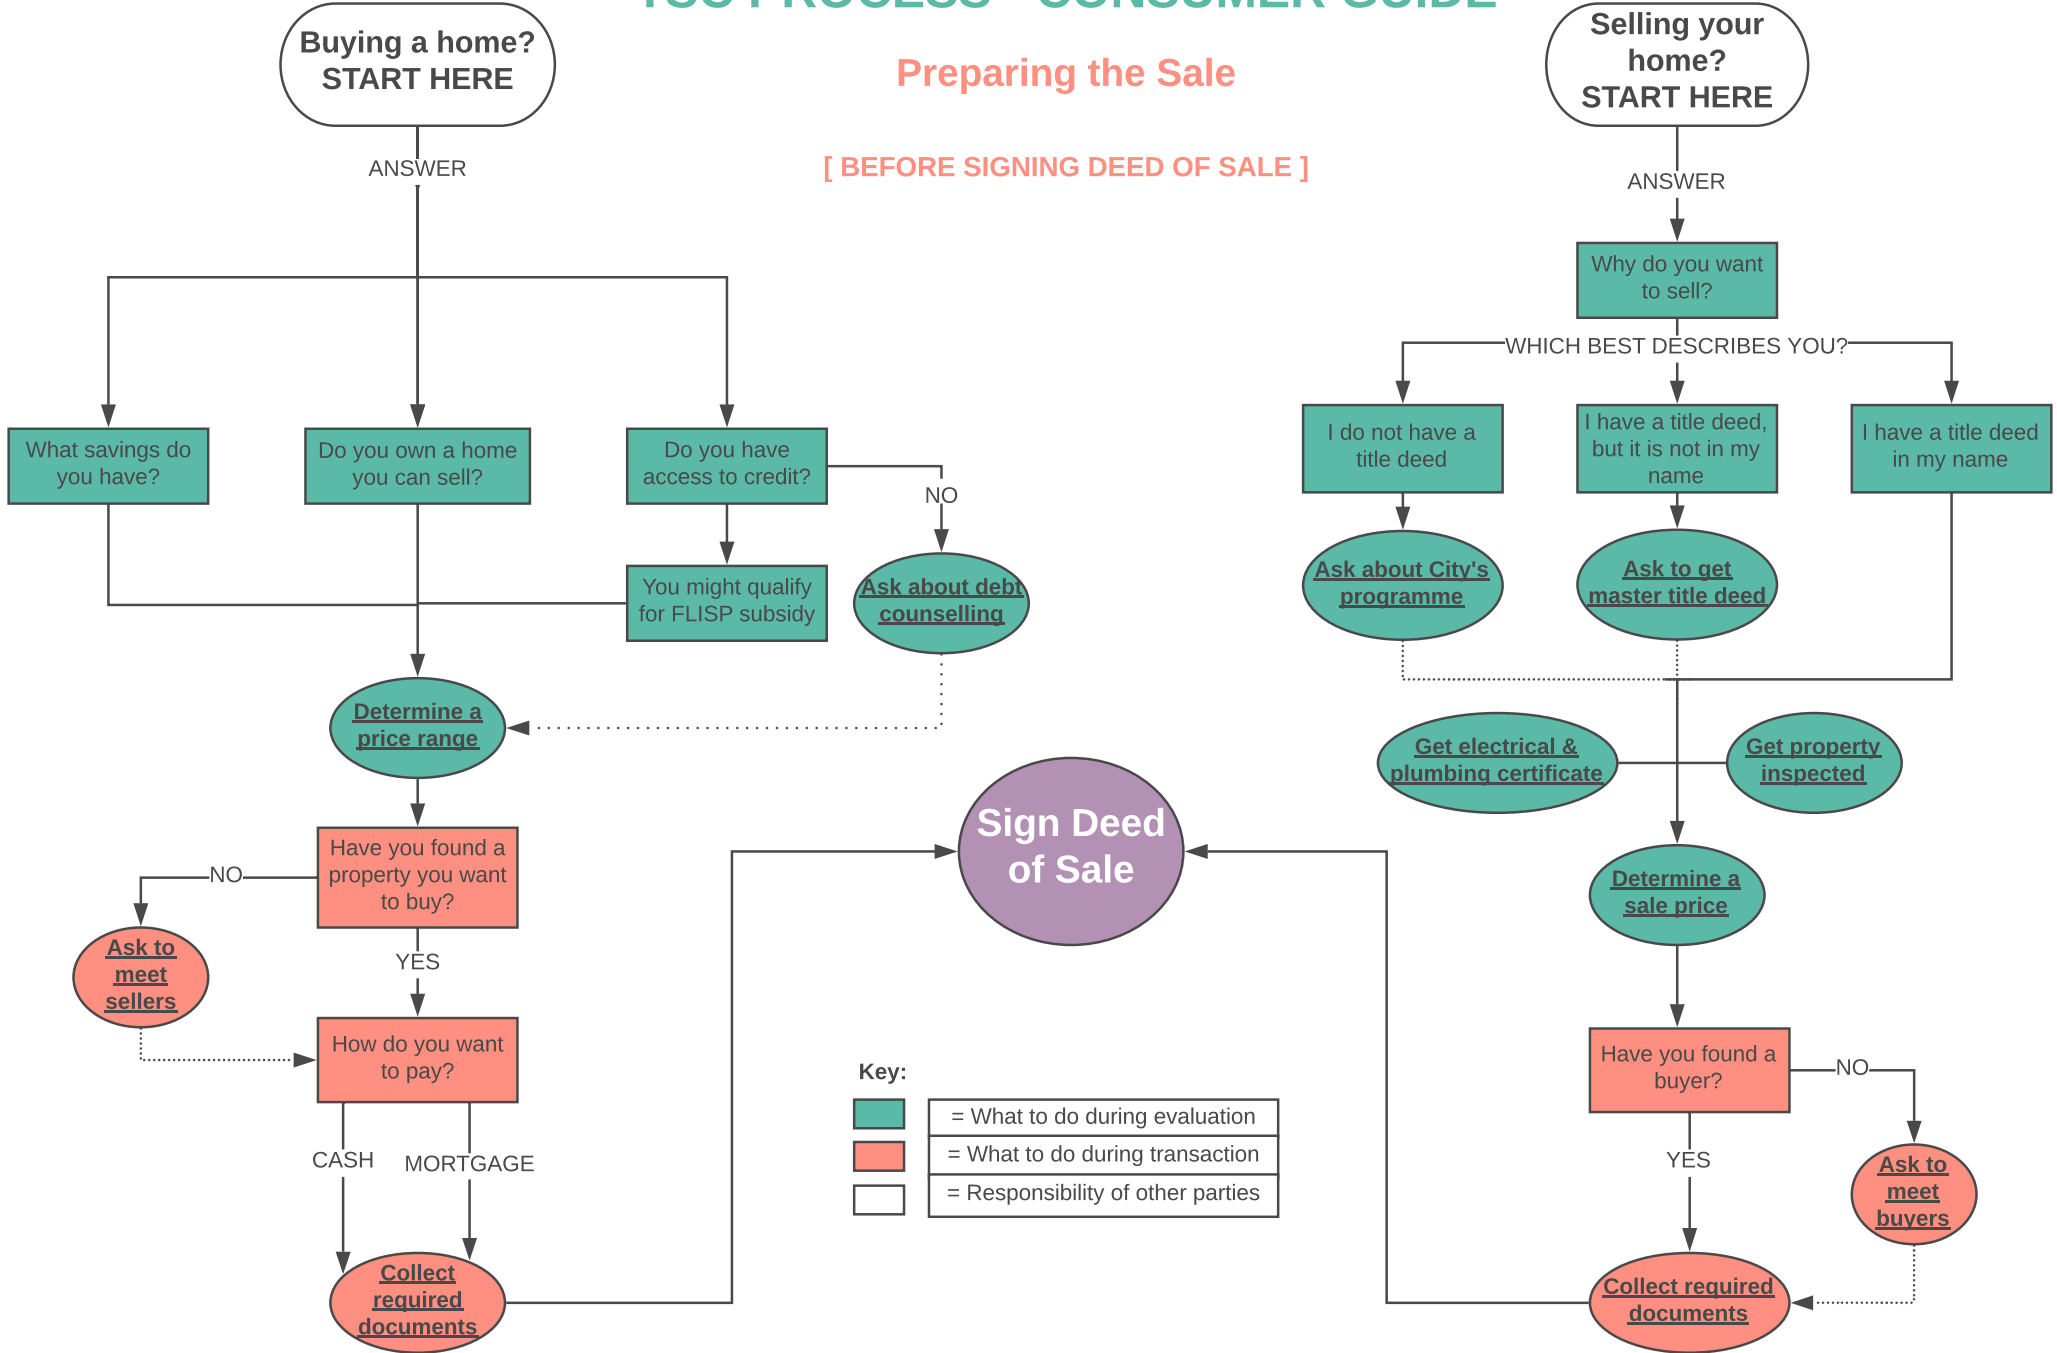 PROCESS - CONSUMER GUIDE
Preparing the Sale
[ BEFORE SIGNING DEED OF SALE ]
Buying a home?
START HERE
ANSWER
What savings do
you have?
Do you own a home
you can sell?
Do you have
access to credit?
NO
You might qualify
for FLISP subsidy
Ask about debt
counselling
Determine a
price range
Have you found a
property you want
to buy?
NO
Ask to
meet
sellers
YES
How do you want
to pay?
CASH
MORTGAGE
Collect
required
documents
Sign Deed
of Sale
Key:
= What to do during evaluation
= What to do during transaction
= Responsibility of other parties
Selling your
home?
START HERE
ANSWER
Why do you want
to sell?
WHICH BEST DESCRIBES YOU?
I do not have a
title deed
I have a title deed,
but it is not in my
name
I have a title deed
in my name
Ask about City's
programme
Ask to get
master title deed
Get electrical &
plumbing certificate
Get property
inspected
Determine a
sale price
Have you found a
buyer?
NO
YES
Ask to
meet
buyers
Collect required
documents